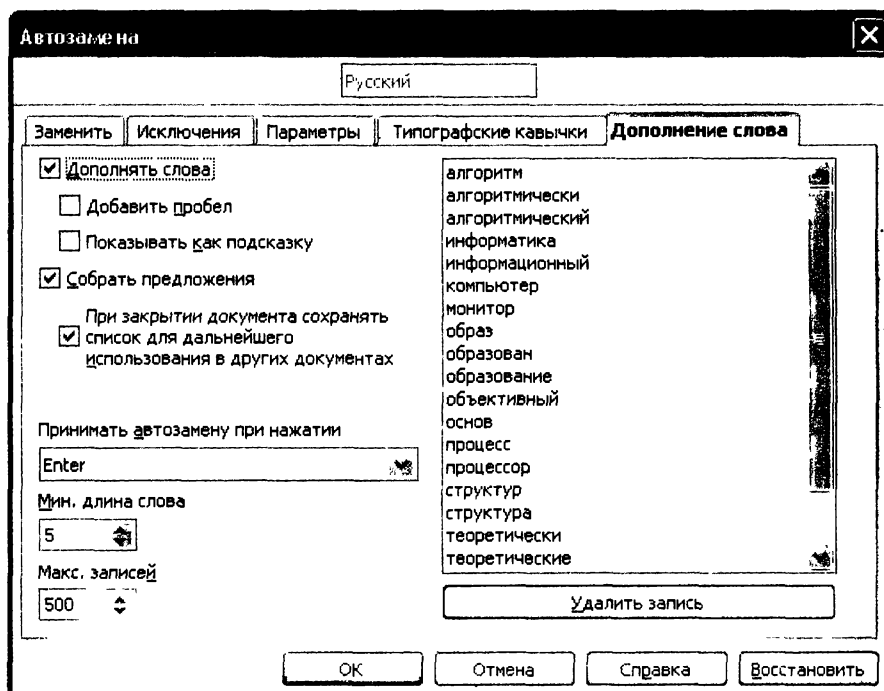 Автозамена
Русский
Заменить Исключения Параметры Типографские кавычки Дополнение слова
Дополнять слова
Добавить пробел
Показывать как подсказку
Собрать предложения
При закрытии документа сохранять
список для дальнейшего
использования в других документах
Принимать автозамену при нажатии
Enter
Мин. длина слова
5
Макс. записей
500
алгоритм
алгоритмически
алгоритмический
информатика
информационный
компьютер
монитор
образ
образован
образование
объективный
основ
процесс
процессор
структур
структура
теоретически
теоретические
Удалить запись
ОК Отмена Справка Восстановить